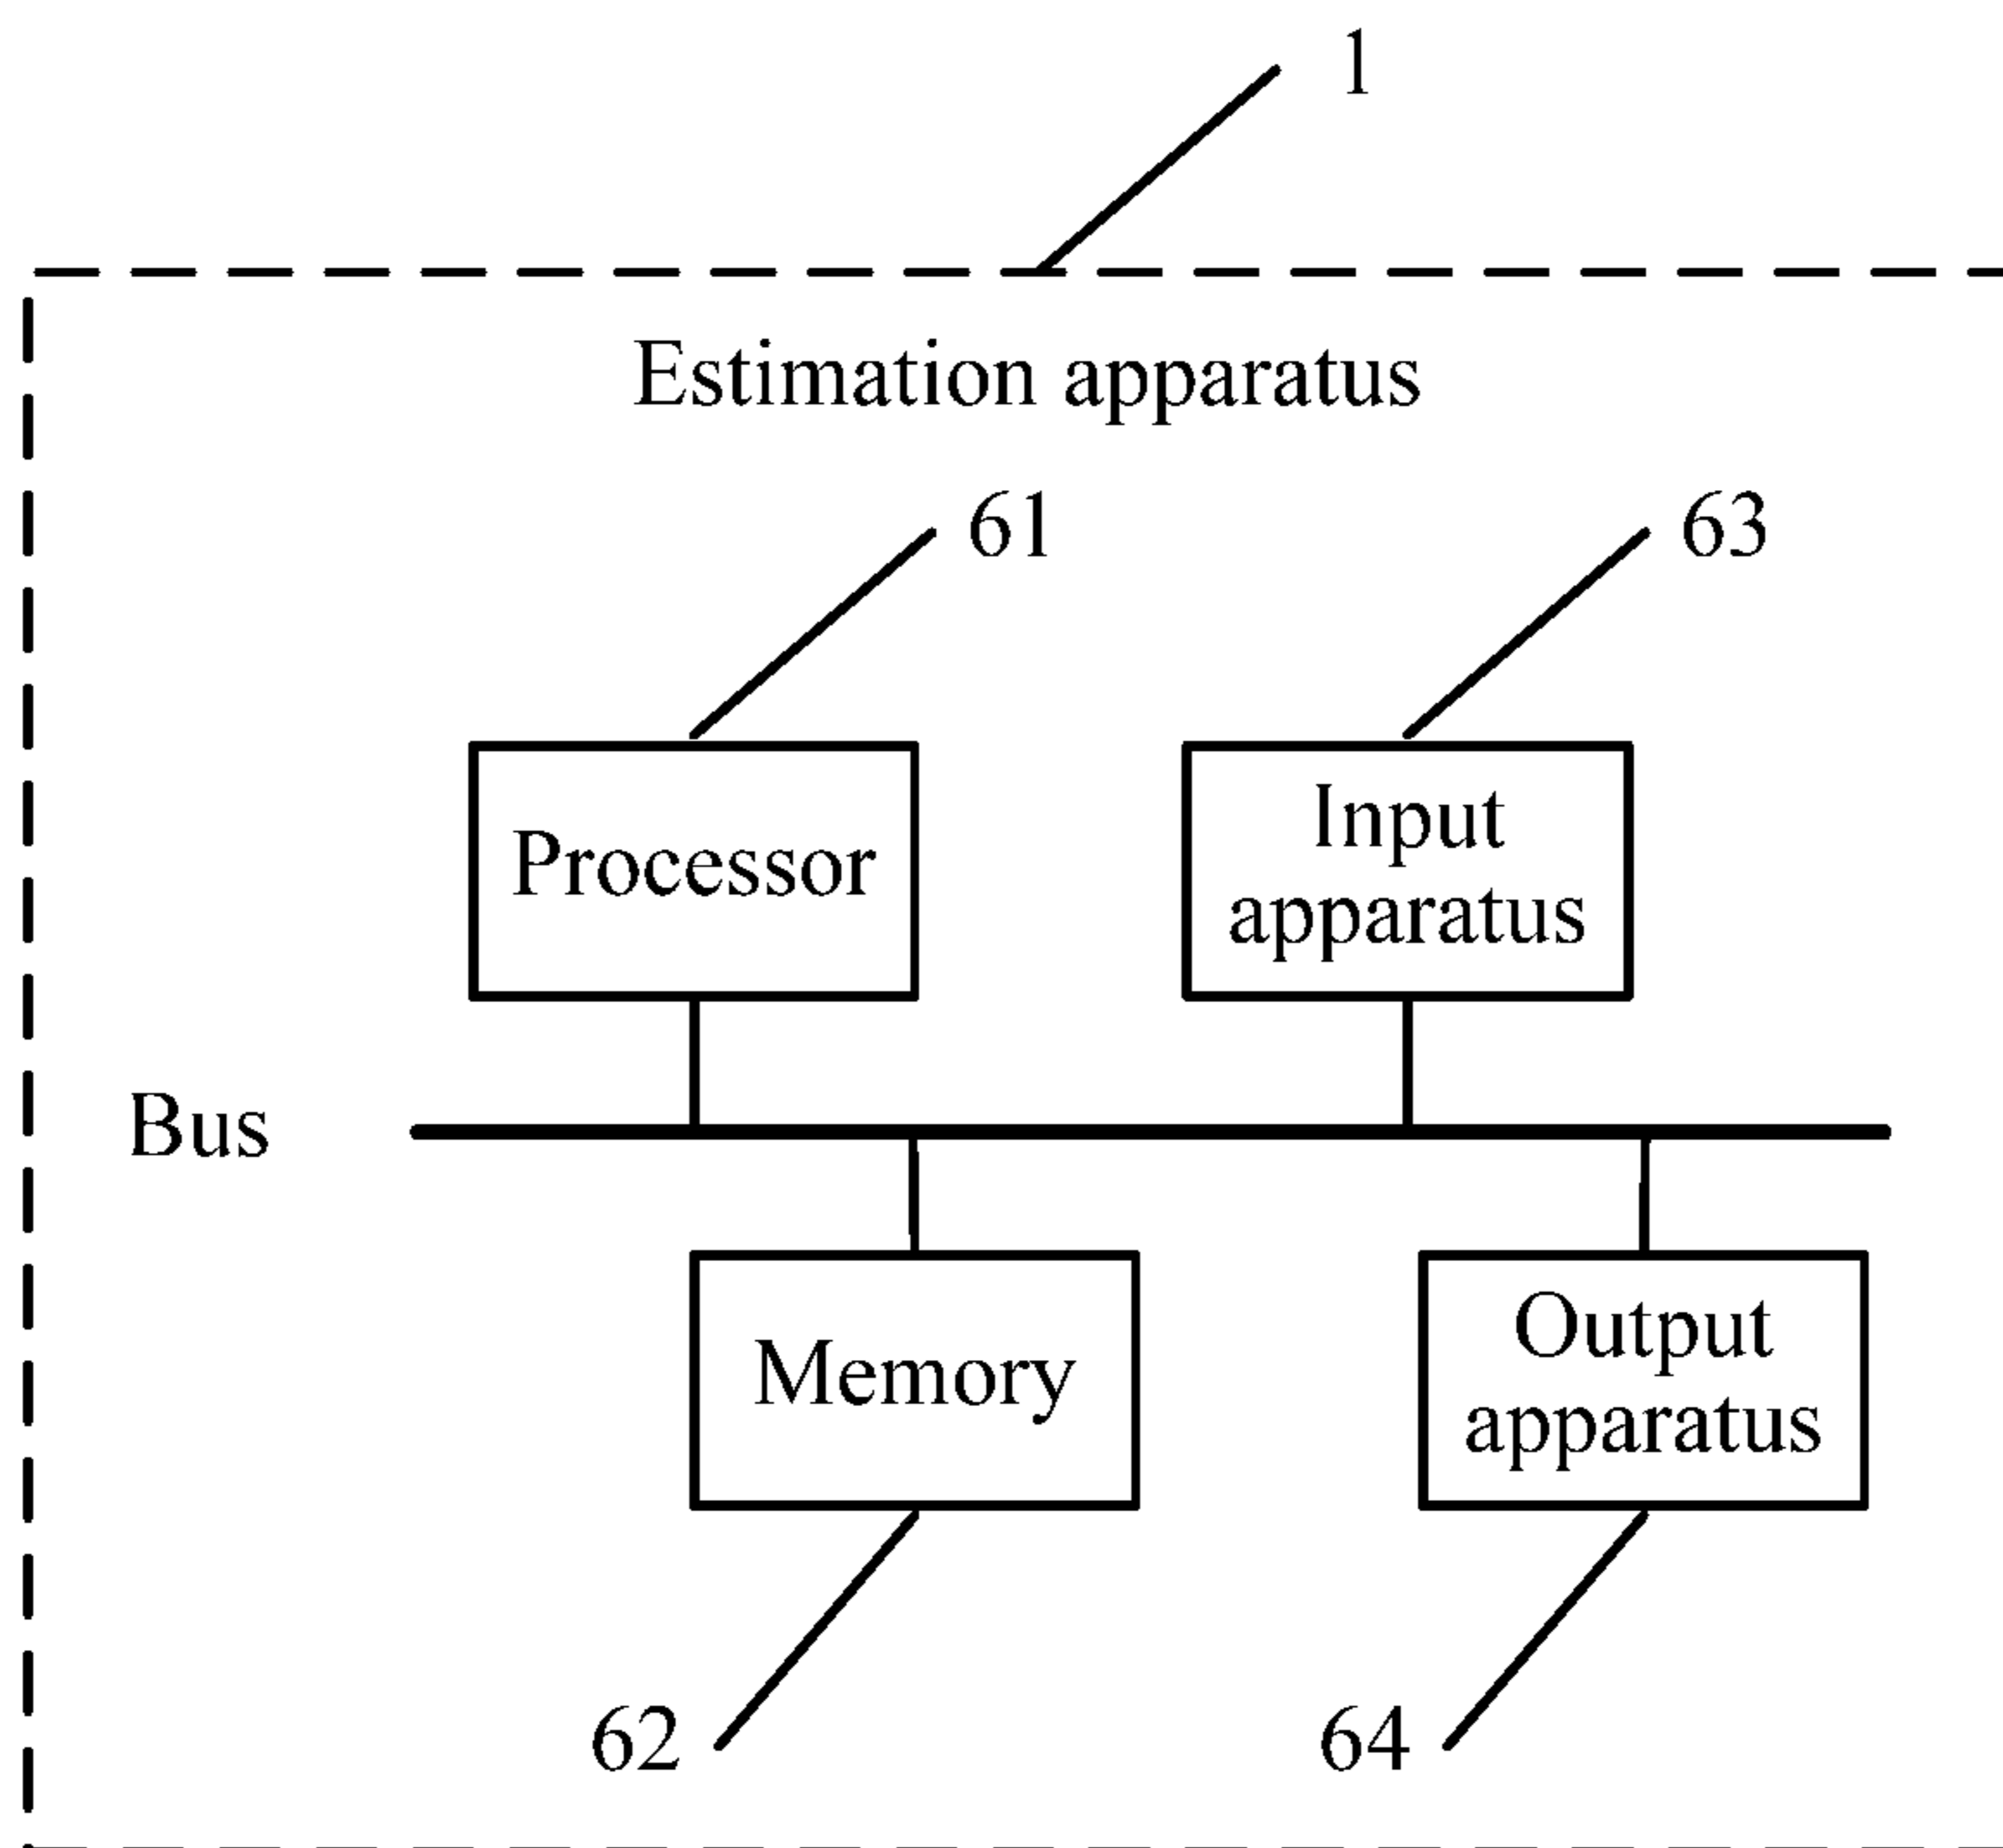 1
Estimation apparatus
61
63
Processor
Input
apparatus
Bus
Memory
Output
apparatus
62
64